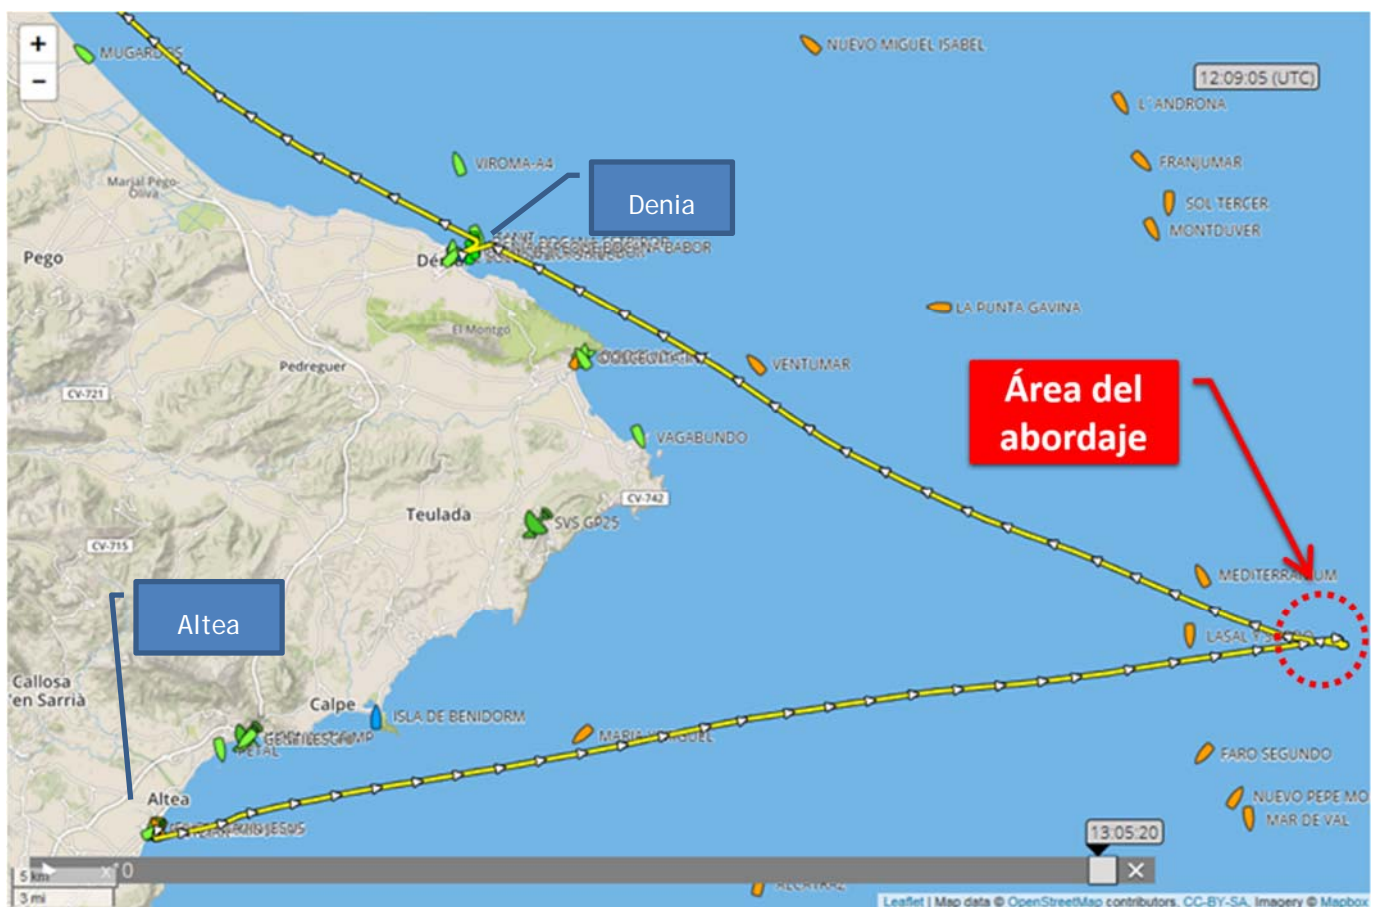 +
−
MUGARDOS
NUEVO MIGUEL ISABEL
12:09:05 (UTC)
L´ANDRONA
VIROMA-A4
FRANJUMAR
Marjal Pego-
Oliva
Denia
SOL TERCER
MONTDUVER
Pego
BABOR
El Montgó
LA PUNTA GAVINA
Pedreguer
VENTUMAR
Área del
abordaje
CV-721
VAGABUNDO
CV-742
Teulada
SVS GP25
CV-715
MEDITERRANIUM
Altea
LASAL
Callosa
'en Sarrià
Calpe
ISLA DE BENIDORM
MARIA
FARO SEGUNDO
NUEVO PEPE MO
Altea
MAR DE VAL
JESUS
13:05:20
5 km
3 mi
Leaflet | Map data © OpenStreetMap contributors, CC-BY-SA, Imagery © Mapbox